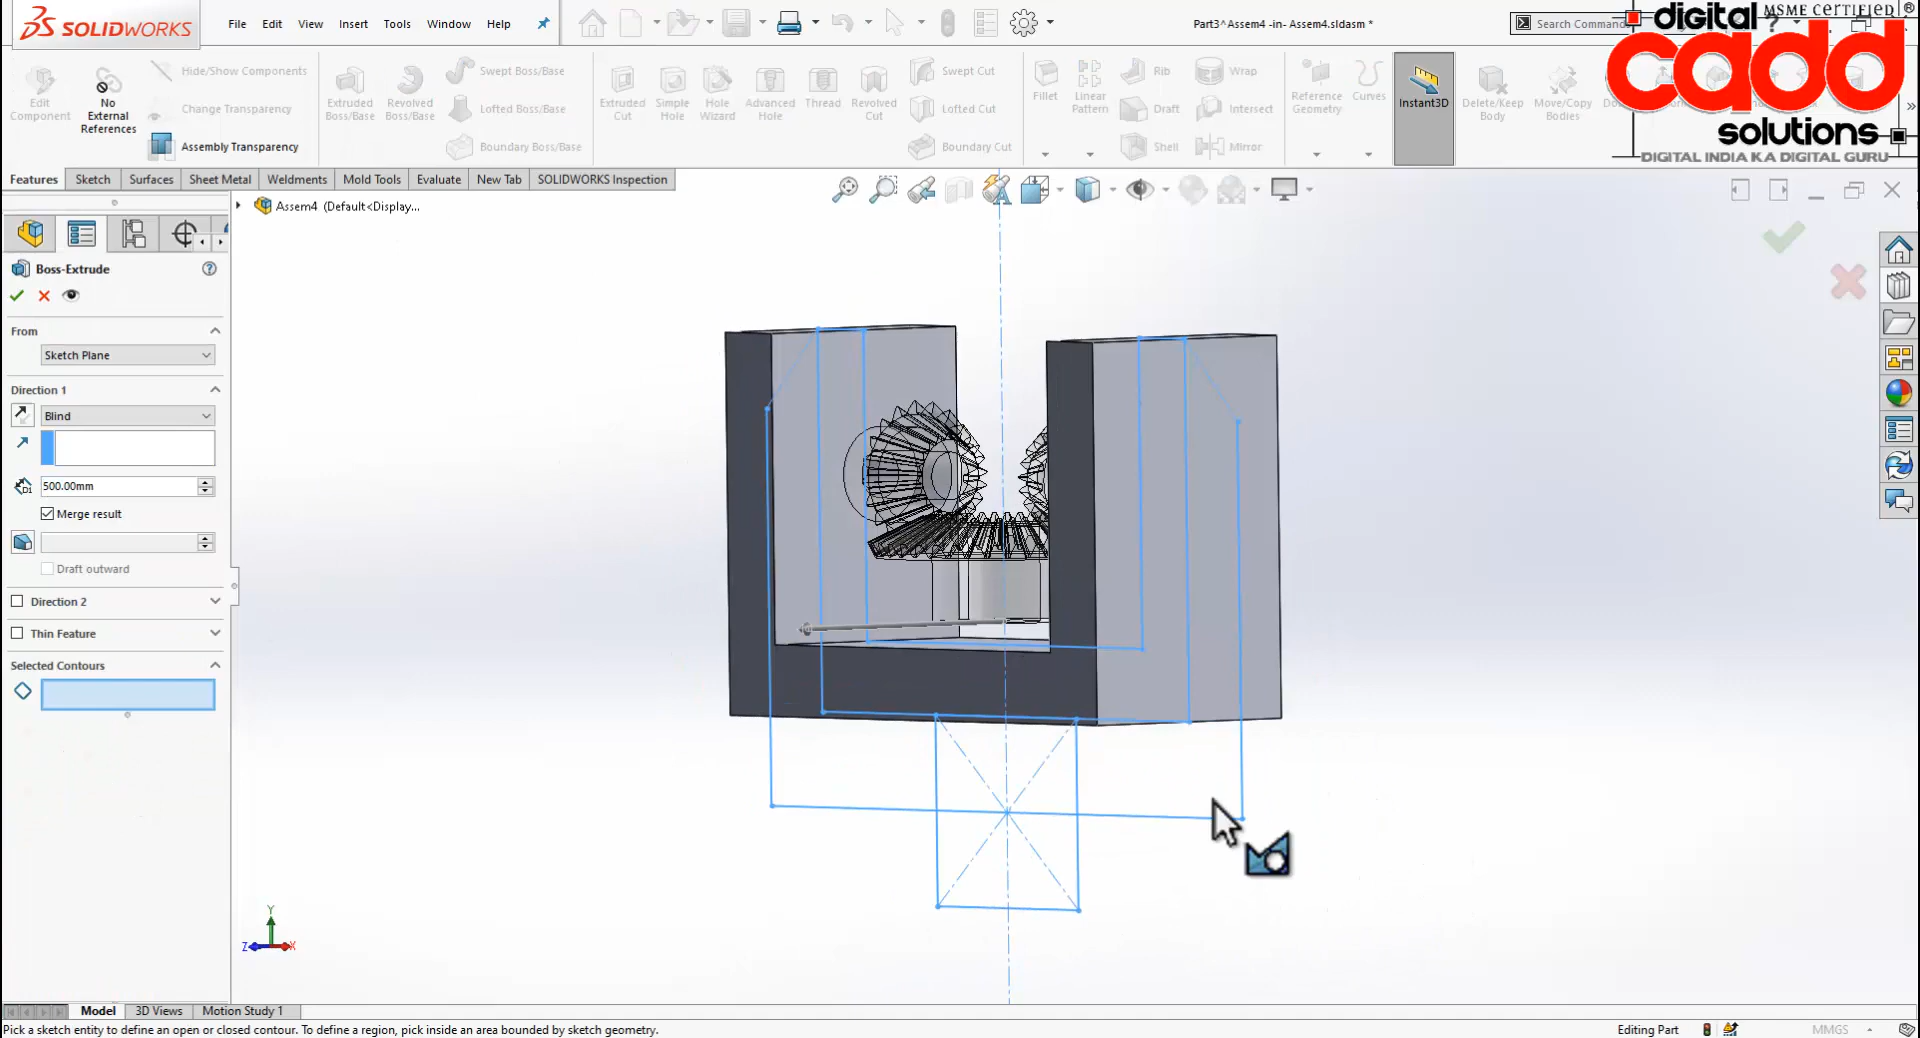 SOLIDWORKS
File Edit View Insert Tools Window Help
Part3^Assem4 -in- Assem4.sldasm *
Search Comman
digital
MSME CERTIFIED
cadd
solutions
DIGITAL INDIA KA DIGITAL GURU
Edit Component
No External References
Hide/Show Components
Change Transparency
Assembly Transparency
Extruded Boss/Base
Revolved Boss/Base
Swept Boss/Base
Lofted Boss/Base
Boundary Boss/Base
Extruded Cut
Simple Hole
Hole Wizard
Advanced Hole
Thread
Revolved Cut
Swept Cut
Lofted Cut
Boundary Cut
Fillet
Linear Pattern
Rib
Draft
Shell
Wrap
Intersect
Mirror
Reference Geometry
Curves
Instant3D
Delete/Keep Body
Move/Copy Bodies
Features Sketch Surfaces Sheet Metal Weldments Mold Tools Evaluate New Tab SOLIDWORKS Inspection
Assem4 (Default<Display...
Boss-Extrude
From
Sketch Plane
Direction 1
Blind
500.00mm
Merge result
Draft outward
Direction 2
Thin Feature
Selected Contours
Y
Z
X
Model 3D Views Motion Study 1
Pick a sketch entity to define an open or closed contour. To define a region, pick inside an area bounded by sketch geometry.
Editing Part
MMGS